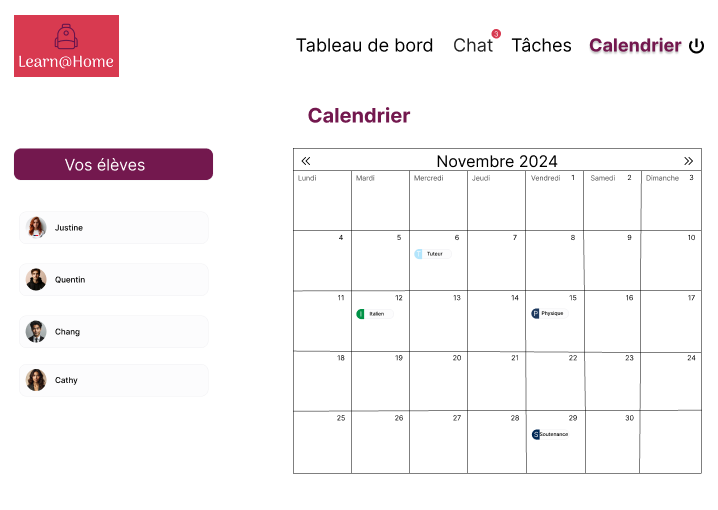 Learn@Home
Tableau de bord Chat 3 Tâches Calendrier
Calendrier
Vos élèves
Justine
Quentin
Chang
Cathy
« Novembre 2024 »
Lundi Mardi Mercredi Jeudi Vendredi 1 Samedi 2 Dimanche 3
4 5 6 7 8 9 10
T Tuteur
11 12 13 14 15 16 17
I Italien P Physique
18 19 20 21 22 23 24
25 26 27 28 29 30
S Soutenance